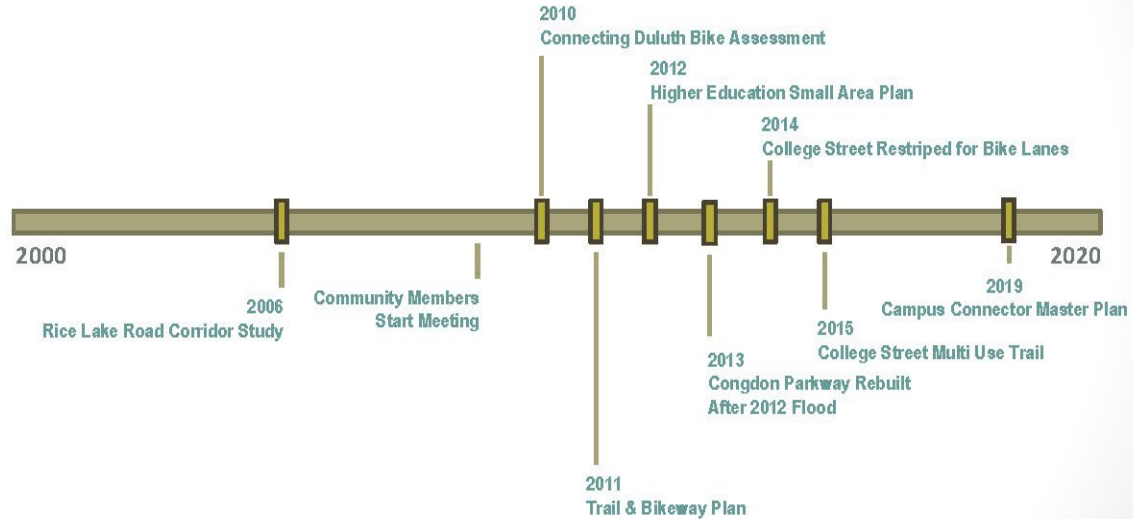 2010
Connecting Duluth Bike Assessment
2012
Higher Education Small Area Plan
2014
College Street Restriped for Bike Lanes
2000
2020
2006
Rice Lake Road Corridor Study
Community Members
Start Meeting
2011
Trail & Bikeway Plan
2013
Congdon Parkway Rebuilt
After 2012 Flood
2015
College Street Multi Use Trail
2019
Campus Connector Master Plan